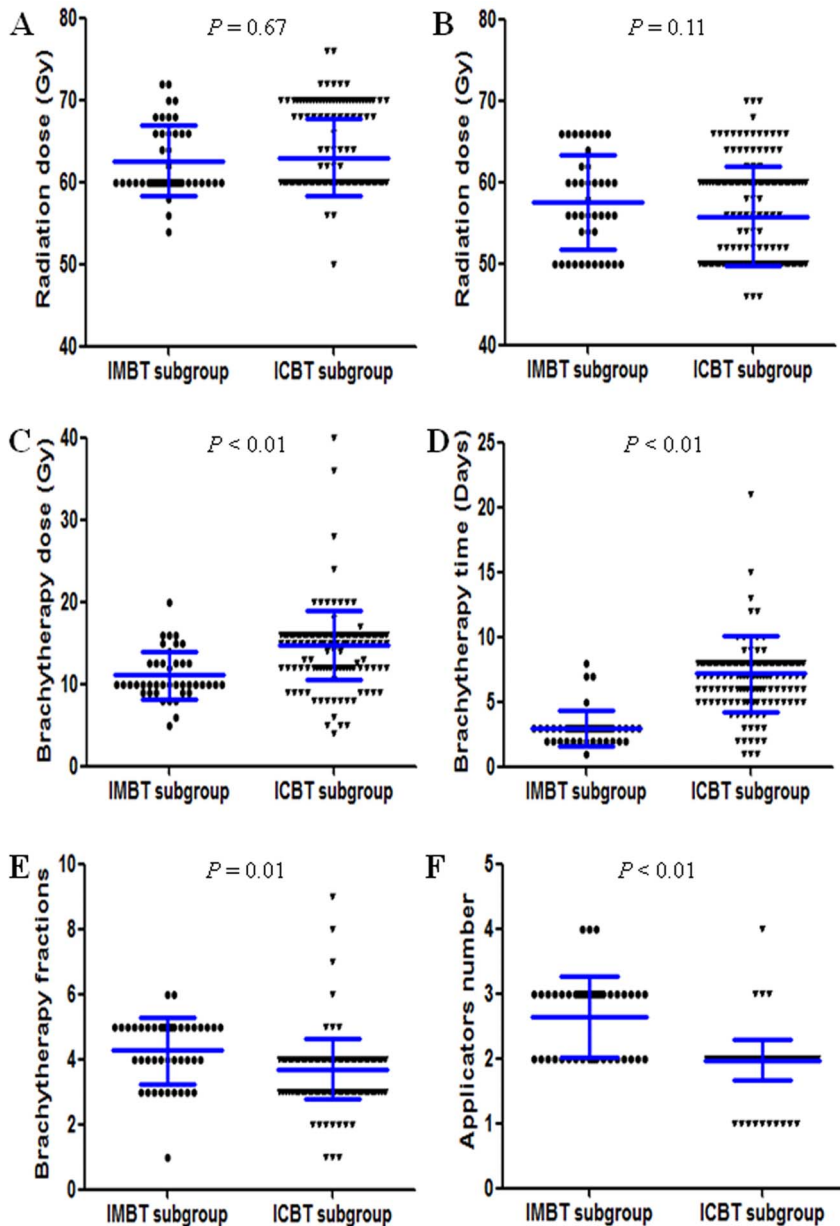 A
P = 0.67
Radiation dose (Gy)
80
70
60
50
40
IMBT subgroup
ICBT subgroup
B
P = 0.11
Radiation dose (Gy)
80
70
60
50
40
IMBT subgroup
ICBT subgroup
C
P < 0.01
Brachytherapy dose (Gy)
40
30
20
10
0
IMBT subgroup
ICBT subgroup
D
P < 0.01
Brachytherapy time (Days)
25
20
15
10
5
0
IMBT subgroup
ICBT subgroup
E
P = 0.01
Brachytherapy fractions
10
8
6
4
2
0
IMBT subgroup
ICBT subgroup
F
P < 0.01
Applicators number
5
4
3
2
1
0
IMBT subgroup
ICBT subgroup